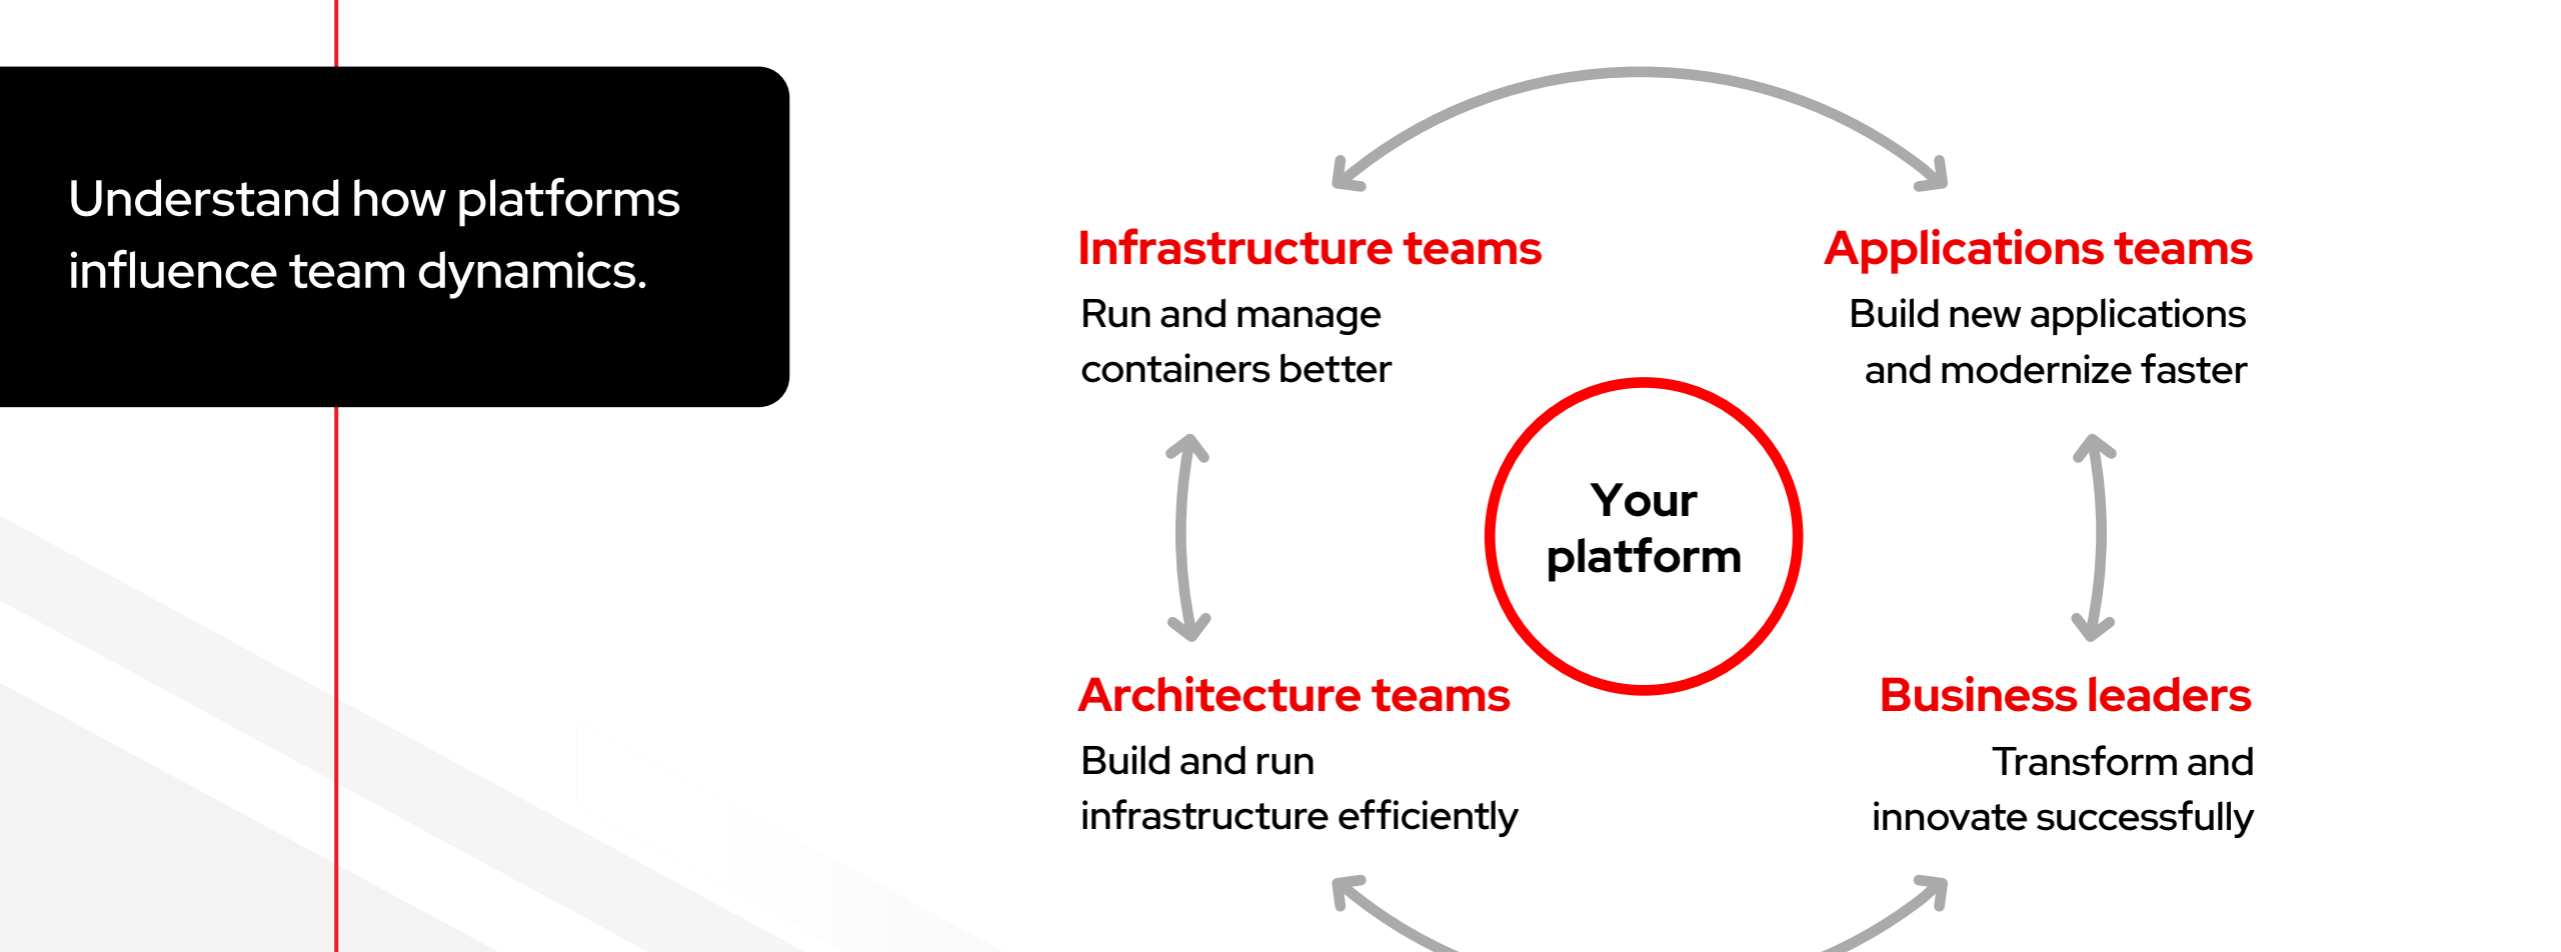 Understand how platforms
influence team dynamics.
Infrastructure teams
Run and manage
containers better
Applications teams
Build new applications
and modernize faster
Your
platform
Architecture teams
Build and run
infrastructure efficiently
Business leaders
Transform and
innovate successfully